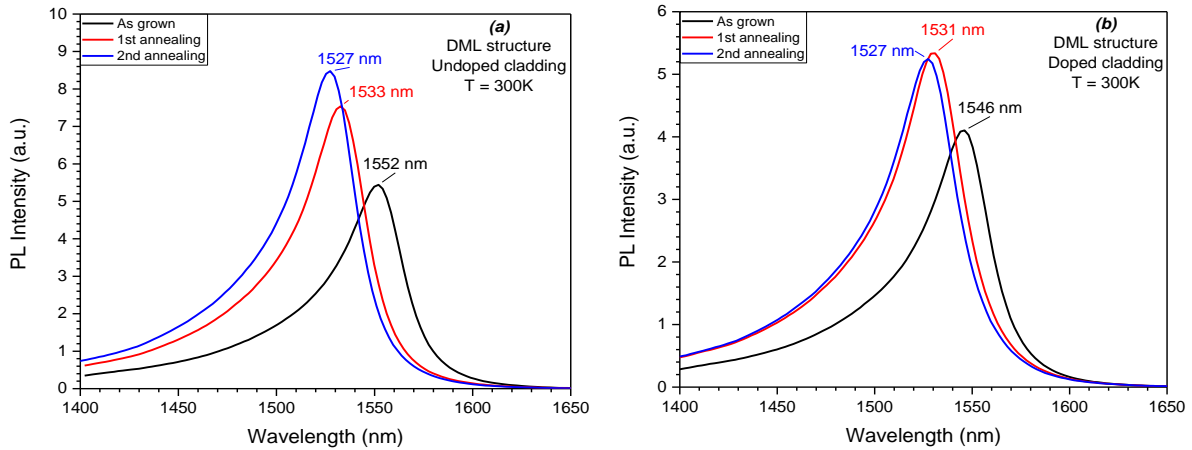 As grown
1st annealing
2nd annealing
(a)
DML structure
Undoped cladding
T = 300K
1527 nm
1533 nm
1552 nm
PL Intensity (a.u.)
10
9
8
7
6
5
4
3
2
1
0
1400 1450 1500 1550 1600 1650
Wavelength (nm)
As grown
1st annealing
2nd annealing
(b)
DML structure
Doped cladding
T = 300K
1531 nm
1527 nm
1546 nm
PL Intensity (a.u.)
6
5
4
3
2
1
0
1400 1450 1500 1550 1600 1650
Wavelength (nm)